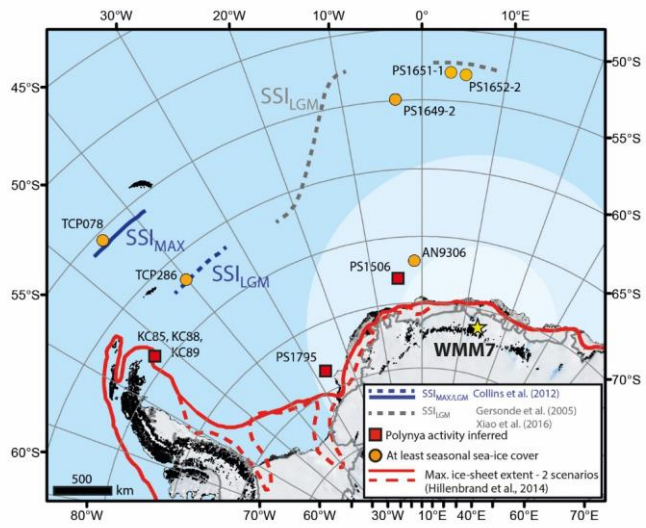 30°W 20°W 10°W 0° 10°E
45°S
50°S
55°S
60°S
50°S
55°S
60°S
65°S
70°S
80°W 70°W 60°W 50°W 30°W 10°E 30°E 40°E 50°E 60°E 70°E
PS1651-1
PS1652-2
PS1649-2
SSI LGM
TCP078
SSI MAX
TCP286
SSI LGM
AN9306
PS1506
KC85, KC88,
KC89
PS1795
WMM7
SSI MAX/LGM Collins et al. (2012)
SSI LGM Gersonde et al. (2005)
Xiao et al. (2016)
Polynya activity inferred
At least seasonal sea-ice cover
Max. ice-sheet extent - 2 scenarios
(Hillenbrand et al., 2014)
500
km